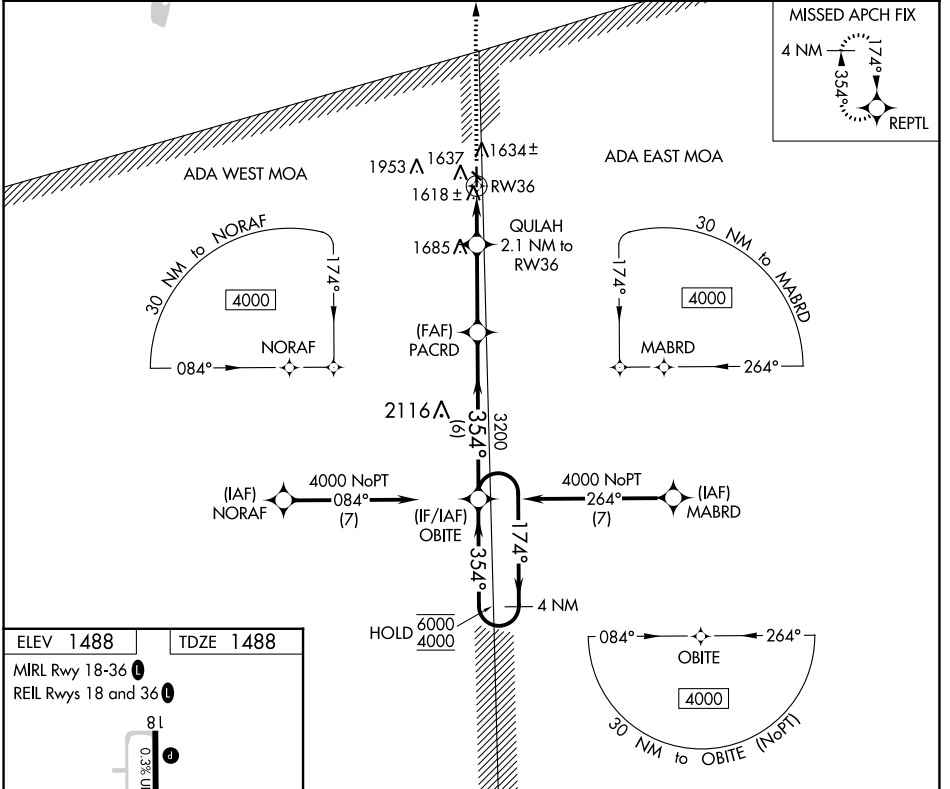 MISSED APCH FIX
4 NM
354°
174°
REPTL
ADA WEST MOA
ADA EAST MOA
1953
1637
1634±
1618 ±
RW36
QULAH
2.1 NM to
RW36
1685
30 NM to NORAF
4000
174°
084°
NORAF
30 NM to MABRD
174°
4000
MABRD
264°
(FAF)
PACRD
2116
(6)
354°
3200
(IAF)
NORAF
4000 NoPT
084°
(7)
(IF/IAF)
OBITE
4000 NoPT
264°
(7)
(IAF)
MABRD
354°
174°
4 NM
HOLD
6000
4000
084°
264°
OBITE
4000
30 NM to OBITE (NoPT)
ELEV 1488
TDZE 1488
MIRL Rwy 18-36 L
REIL Rwys 18 and 36 L
18
P
0.3%